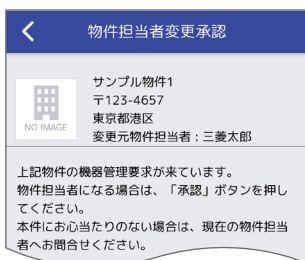 物件担当者変更承認
NO IMAGE
サンプル物件1
〒123-4657
東京都港区
変更元物件担当者：三菱太郎
上記物件の機器管理要求が来ています。
物件担当者になる場合は、「承認」ボタンを押し
てください。
本件にお心当たりのない場合は、現在の物件担当
者へお問合せください。